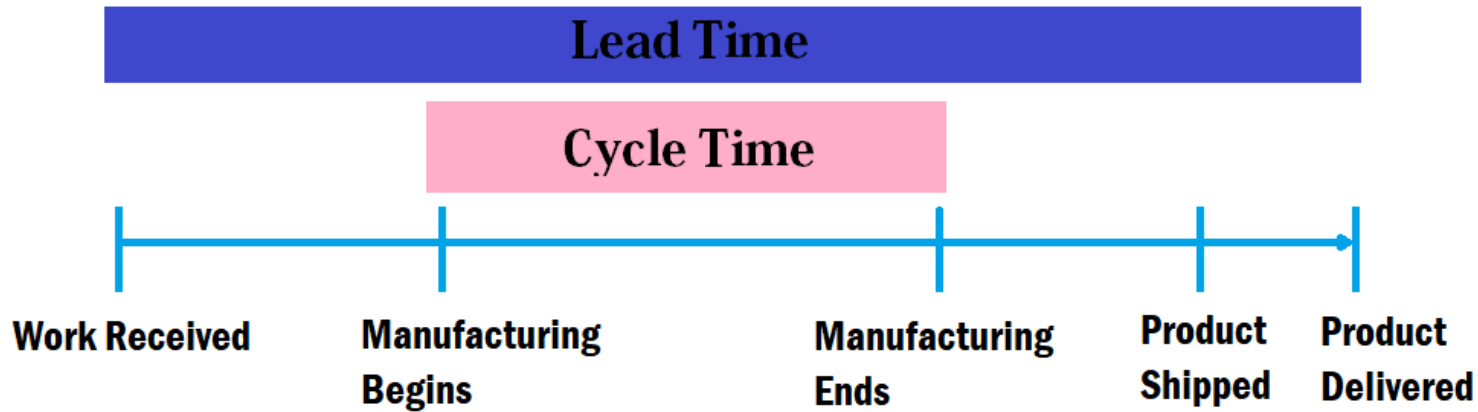 Lead Time
Cycle Time
Work Received
Manufacturing
Begins
Manufacturing
Ends
Product
Shipped
Product
Delivered